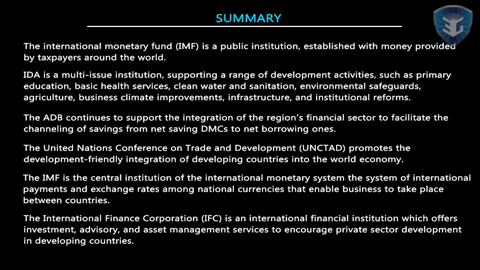 SUMMARY
The international monetary fund (IMF) is a public institution, established with money provided
by taxpayers around the world.
IDA is a multi-issue institution, supporting a range of development activities, such as primary
education, basic health services, clean water and sanitation, environmental safeguards,
agriculture, business climate improvements, infrastructure, and institutional reforms.
The ADB continues to support the integration of the region's financial sector to facilitate the
channeling of savings from net saving DMCs to net borrowing ones.
The United Nations Conference on Trade and Development (UNCTAD) promotes the
development-friendly integration of developing countries into the world economy.
The IMF is the central institution of the international monetary system the system of international
payments and exchange rates among national currencies that enable business to take place
between countries.
The International Finance Corporation (IFC) is an international financial institution which offers
investment, advisory, and asset management services to encourage private sector development
in developing countries.